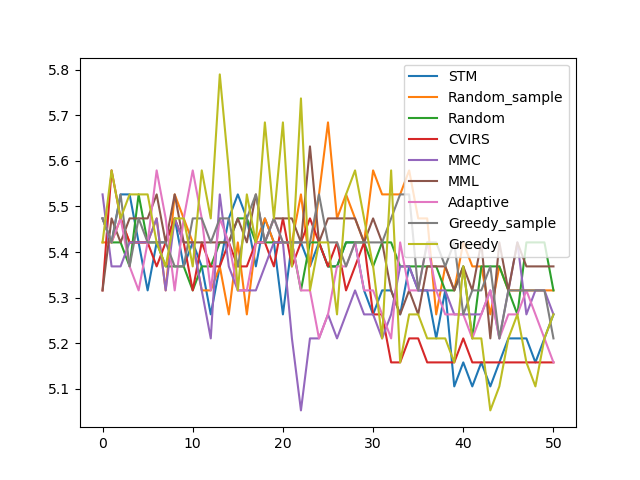 5.8
5.7
5.6
5.5
5.4
5.3
5.2
5.1
0 10 20 30 40 50
STM
Random_sample
Random
CVIRS
MMC
MML
Adaptive
Greedy_sample
Greedy